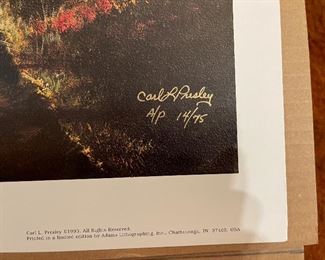 Carl L Presley
A/P 14/75
Carl L. Presley ©1993. All Rights Reserved.
Printed in a limited edition by Adams Lithographing, Inc., Chattanooga, TN 37402, USA